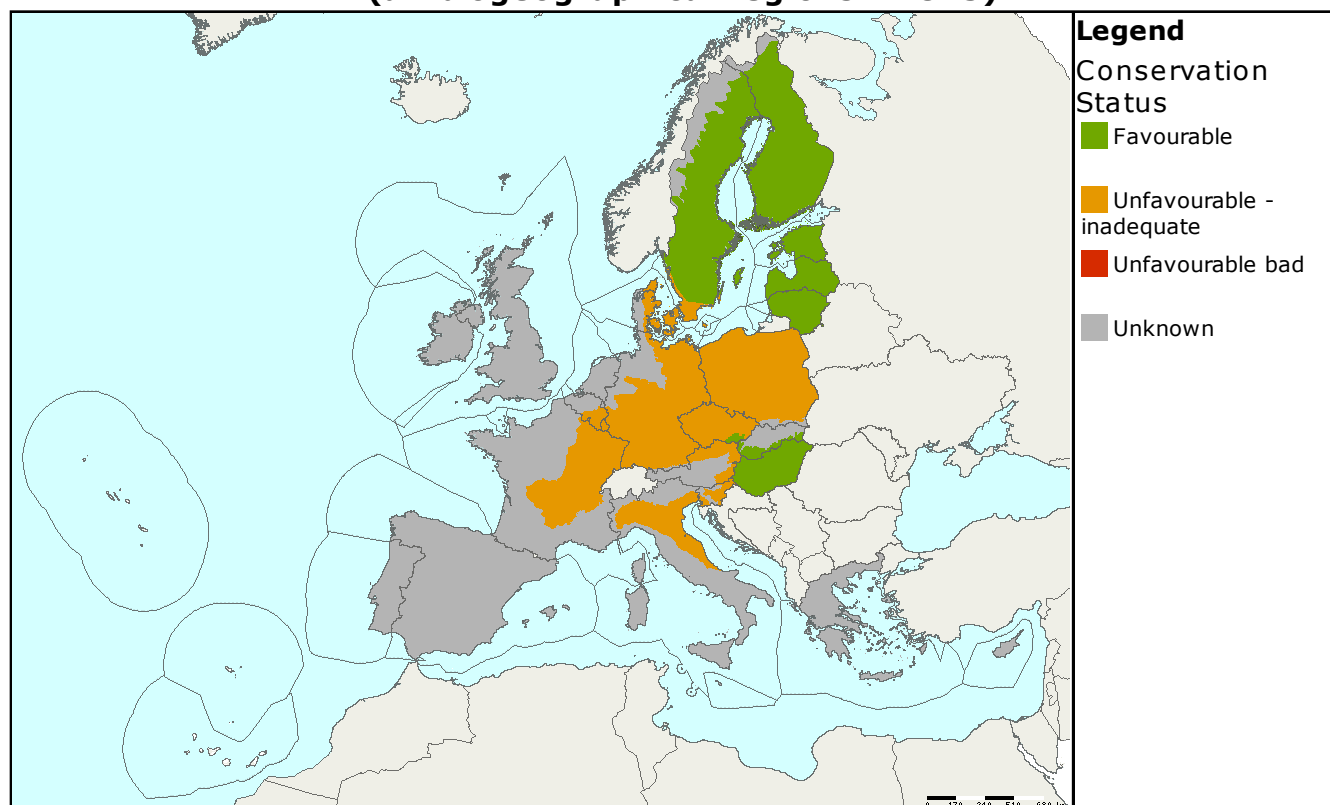 Legend
Conservation
Status
Favourable
Unfavourable -
inadequate
Unfavourable bad
Unknown